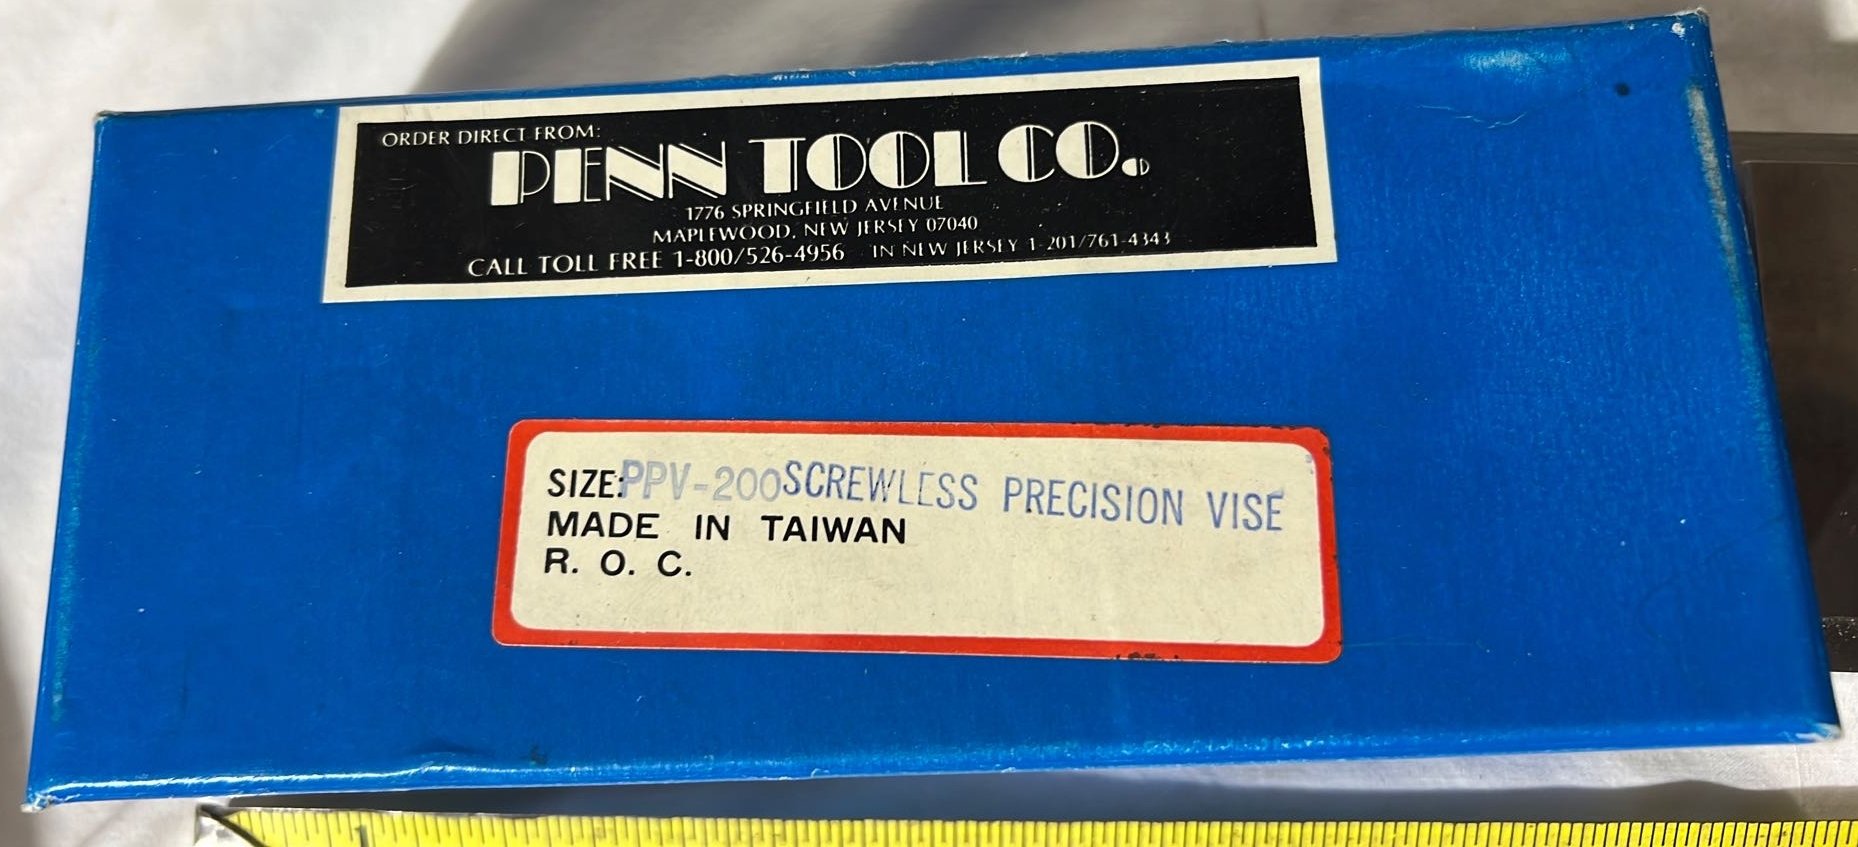 ORDER DIRECT FROM:
PENN TOOL CO.
1776 SPRINGFIELD AVENUE
MAPLEWOOD, NEW JERSEY 07040
CALL TOLL FREE 1-800/526-4956 IN NEW JERSEY 1-201/761-4343
SIZE:PPV-200 SCREWLESS PRECISION VISE
MADE IN TAIWAN
R. O. C.
1